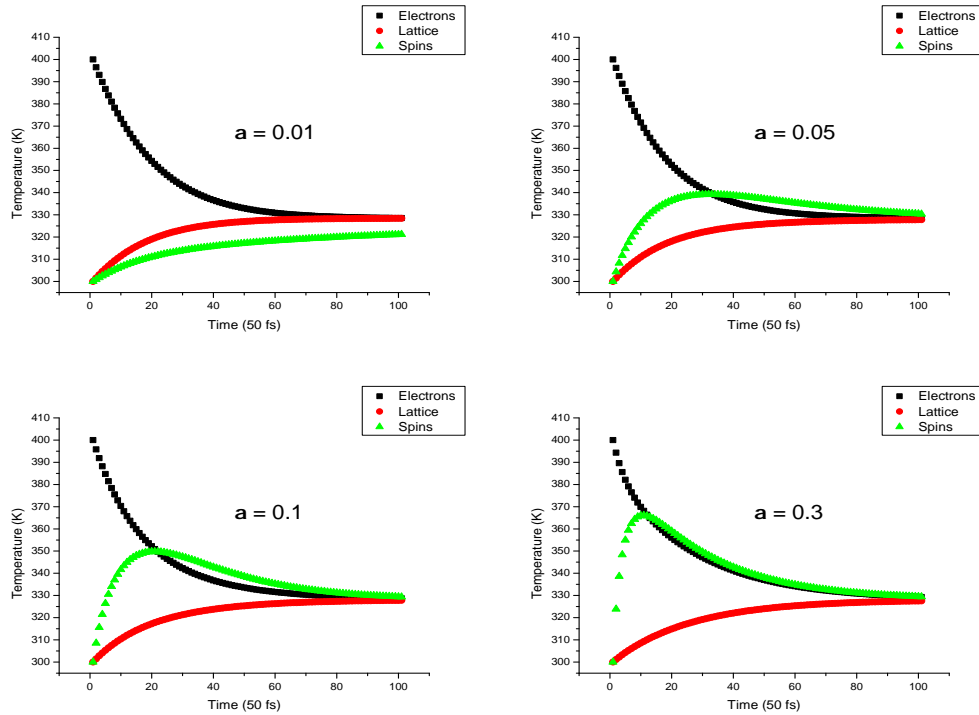 Electrons
Lattice
Spins
410
400
390
380
370
360
350
340
330
320
310
300
Temperature (K)
a = 0.01
0 20 40 60 80 100
Time (50 fs)
Electrons
Lattice
Spins
410
400
390
380
370
360
350
340
330
320
310
300
Temperature (K)
a = 0.05
0 20 40 60 80 100
Time (50 fs)
Electrons
Lattice
Spins
410
400
390
380
370
360
350
340
330
320
310
300
Temperature (K)
a = 0.1
0 20 40 60 80 100
Time (50 fs)
Electrons
Lattice
Spins
410
400
390
380
370
360
350
340
330
320
310
300
Temperature (K)
a = 0.3
0 20 40 60 80 100
Time (50 fs)